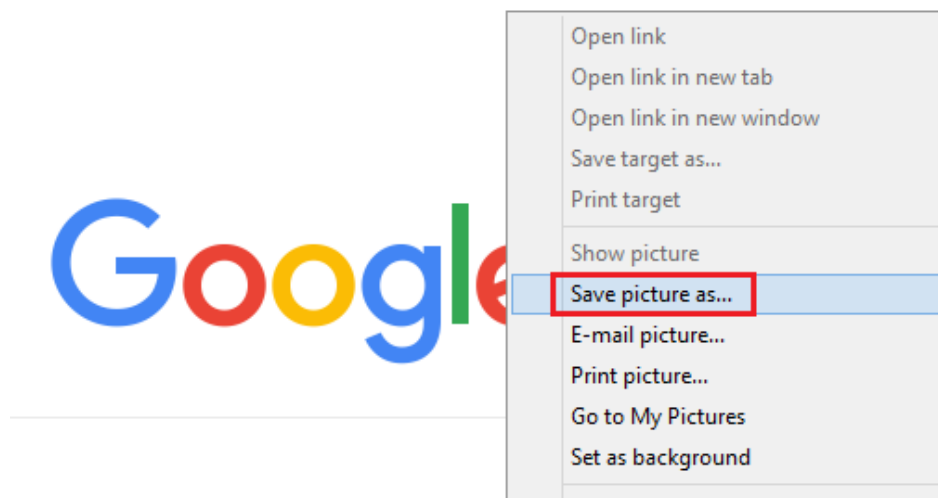 Google
Open link
Open link in new tab
Open link in new window
Save target as...
Print target
Show picture
Save picture as...
E-mail picture...
Print picture...
Go to My Pictures
Set as background